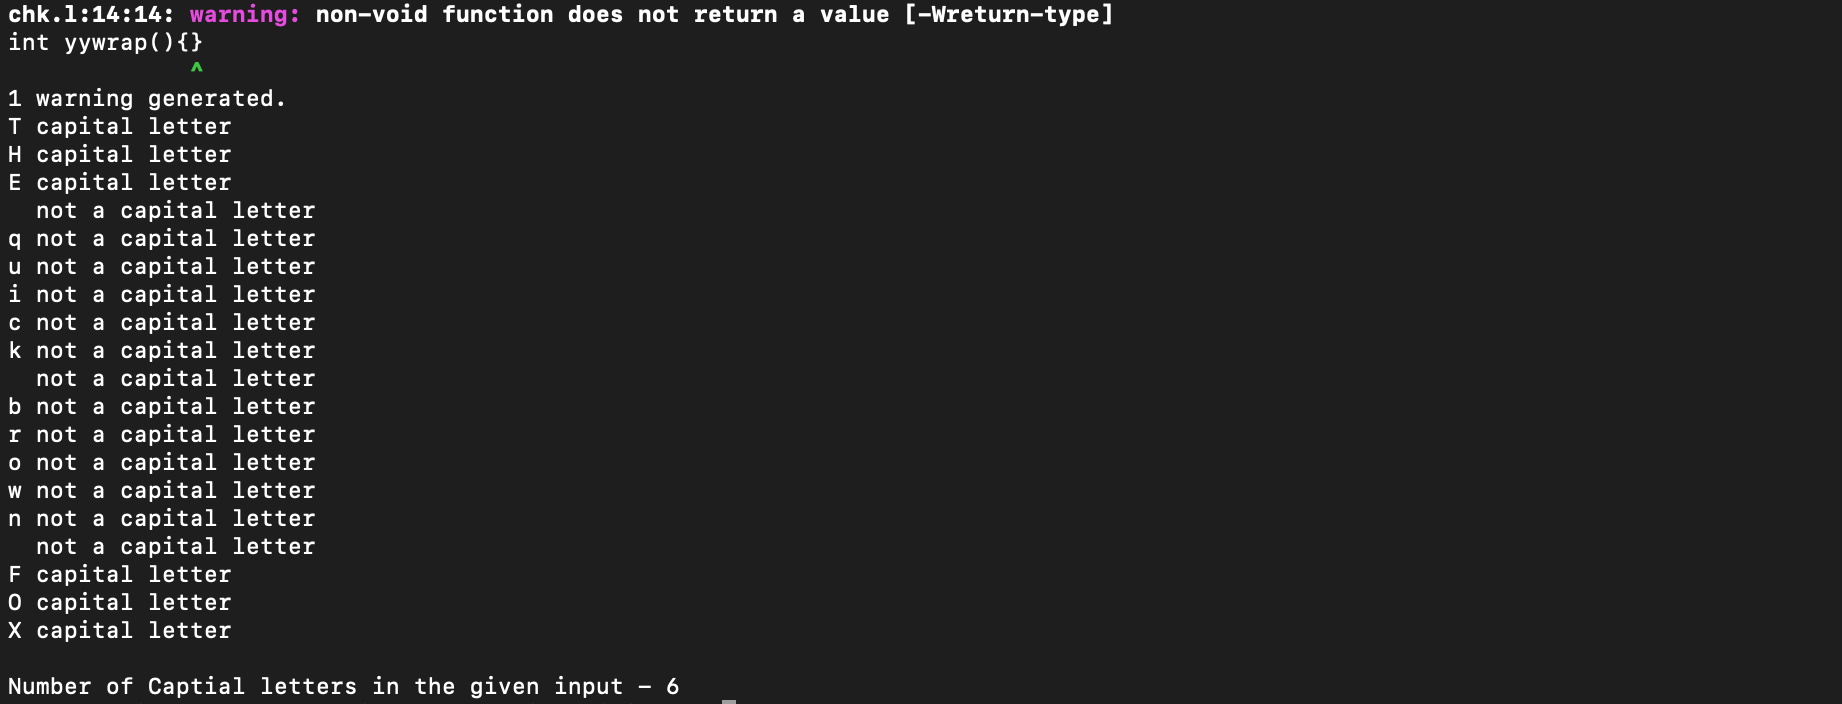 chk.l:14:14: warning: non-void function does not return a value [-Wreturn-type]
int yywrap(){}
^
1 warning generated.
T capital letter
H capital letter
E capital letter
  not a capital letter
q not a capital letter
u not a capital letter
i not a capital letter
c not a capital letter
k not a capital letter
  not a capital letter
b not a capital letter
r not a capital letter
o not a capital letter
w not a capital letter
n not a capital letter
  not a capital letter
F capital letter
O capital letter
X capital letter
Number of Captial letters in the given input - 6